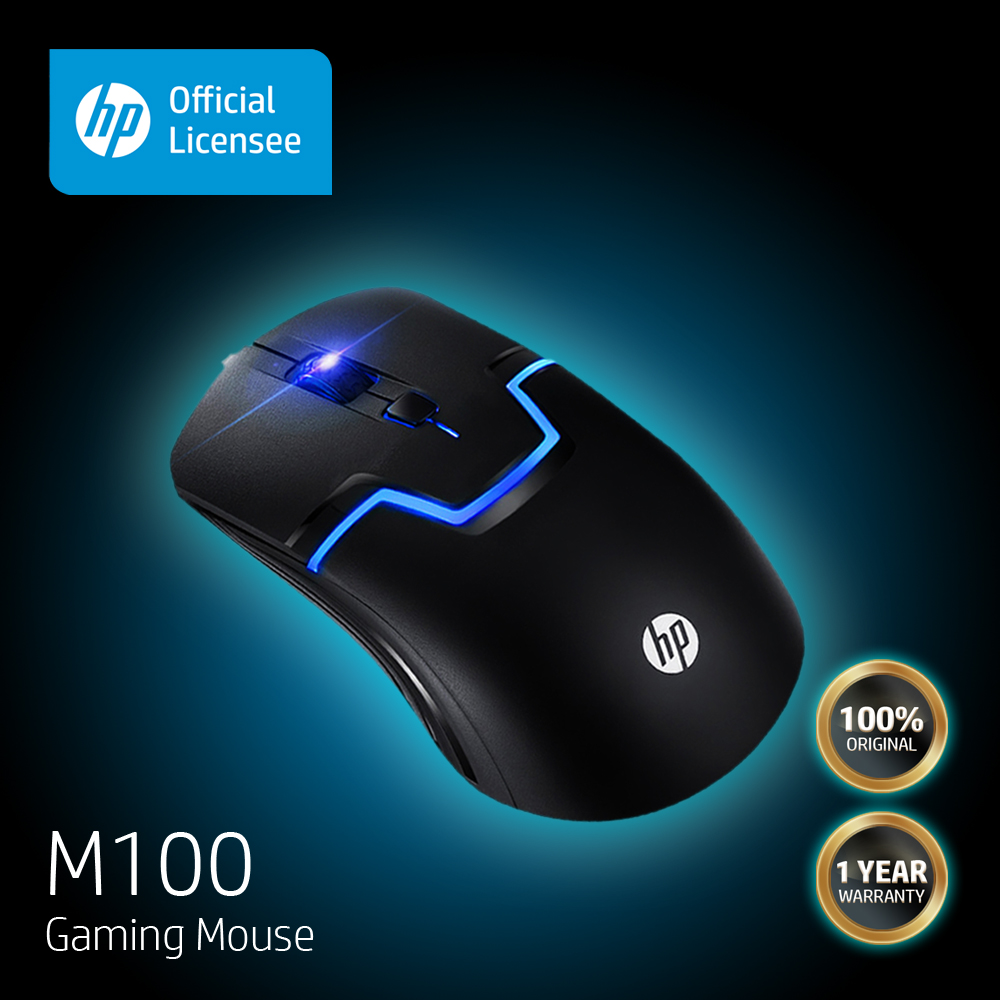 hp
Official
Licensee
hp
100%
ORIGINAL
1 YEAR
WARRANTY
M100
Gaming Mouse